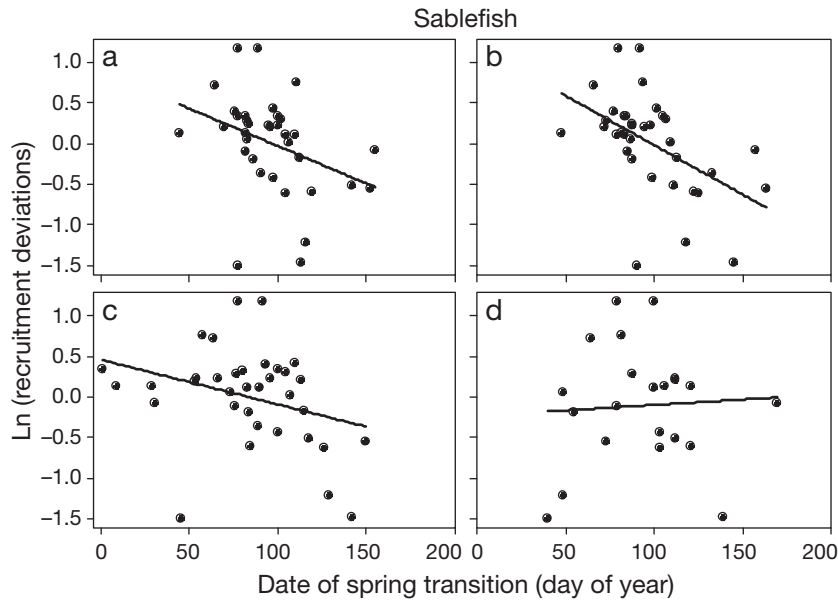 Sablefish
a
b
1.0
0.5
0.0
−0.5
−1.0
−1.5
c
d
1.0
0.5
0.0
−0.5
−1.0
−1.5
0 50 100 150 200
0 50 100 150 200
Ln (recruitment deviations)
Date of spring transition (day of year)